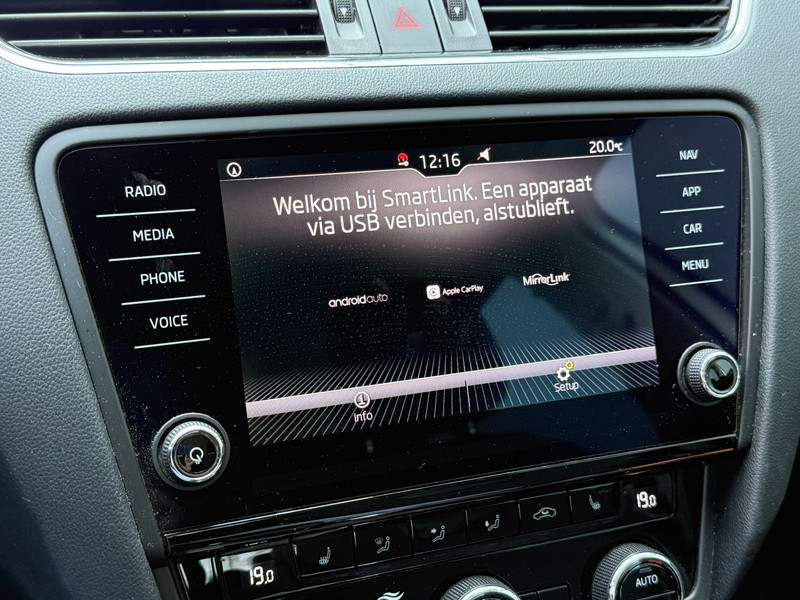 12:16
20.0°C
RADIO
MEDIA
PHONE
VOICE
Welkom bij SmartLink. Een apparaat
via USB verbinden, alstublieft.
androidauto
Apple CarPlay
MirrorLink
Info
Setup
NAV
APP
CAR
MENU
19.0
19.0
AUTO